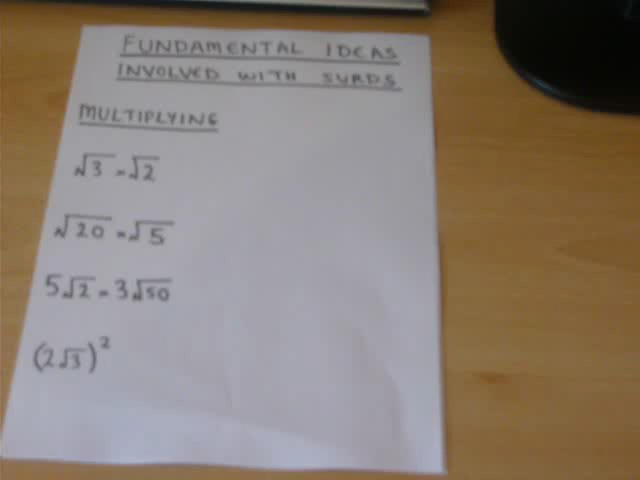 FUNDAMENTAL IDEAS
INVOLVED WITH SURDS
MULTIPLYING
√3 × √2
√20 × √5
5√2 × 3√50
(2√3)²